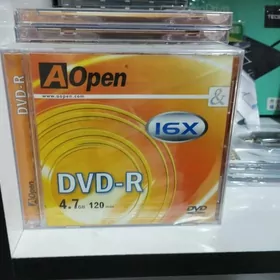 AOpen
www.aopen.com
&
16X
DVD-R
4.7GB 120min
DVD
DVD-R
AOpen